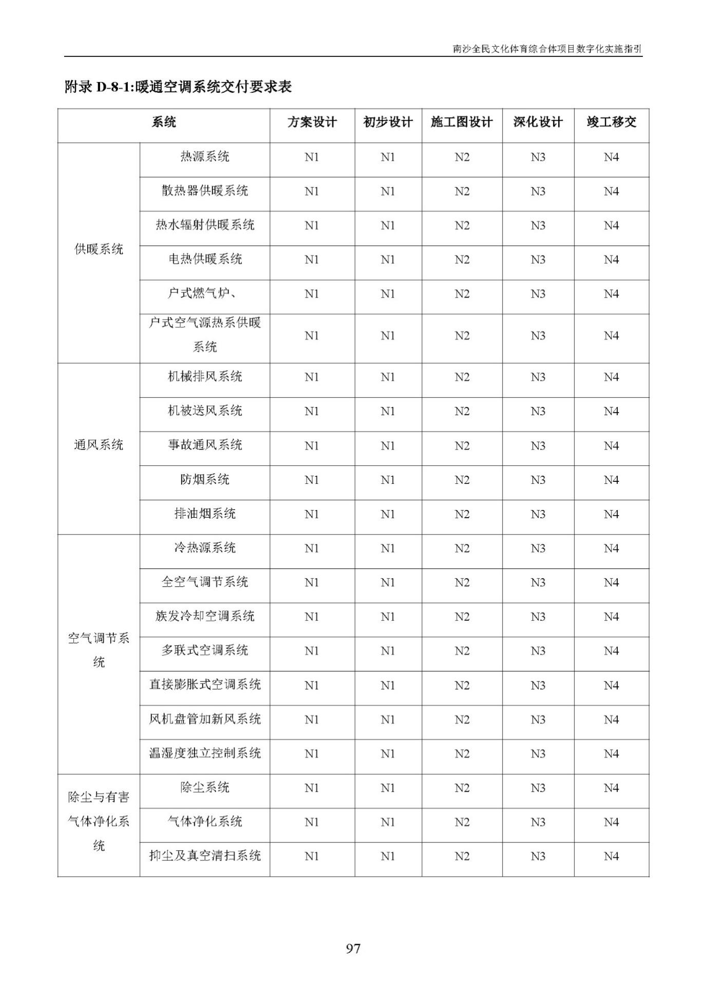 南沙全民文化体育综合体项目数字化实施指引
附录 D-8-1:暖通空调系统交付要求表
系统 方案设计 初步设计 施工图设计 深化设计 竣工移交
供暖系统
热源系统 N1 N1 N2 N3 N4
散热器供暖系统 N1 N1 N2 N3 N4
热水辐射供暖系统 N1 N1 N2 N3 N4
电热供暖系统 N1 N1 N2 N3 N4
户式燃气炉、 N1 N1 N2 N3 N4
户式空气源热系供暖
系统 N1 N1 N2 N3 N4
通风系统
机械排风系统 N1 N1 N2 N3 N4
机被送风系统 N1 N1 N2 N3 N4
事故通风系统 N1 N1 N2 N3 N4
防烟系统 N1 N1 N2 N3 N4
排油烟系统 N1 N1 N2 N3 N4
空气调节系
统
冷热源系统 N1 N1 N2 N3 N4
全空气调节系统 N1 N1 N2 N3 N4
族发冷却空调系统 N1 N1 N2 N3 N4
多联式空调系统 N1 N1 N2 N3 N4
直接膨胀式空调系统 N1 N1 N2 N3 N4
风机盘管加新风系统 N1 N1 N2 N3 N4
温湿度独立控制系统 N1 N1 N2 N3 N4
除尘与有害
气体净化系
统
除尘系统 N1 N1 N2 N3 N4
气体净化系统 N1 N1 N2 N3 N4
抑尘及真空清扫系统 N1 N1 N2 N3 N4
97